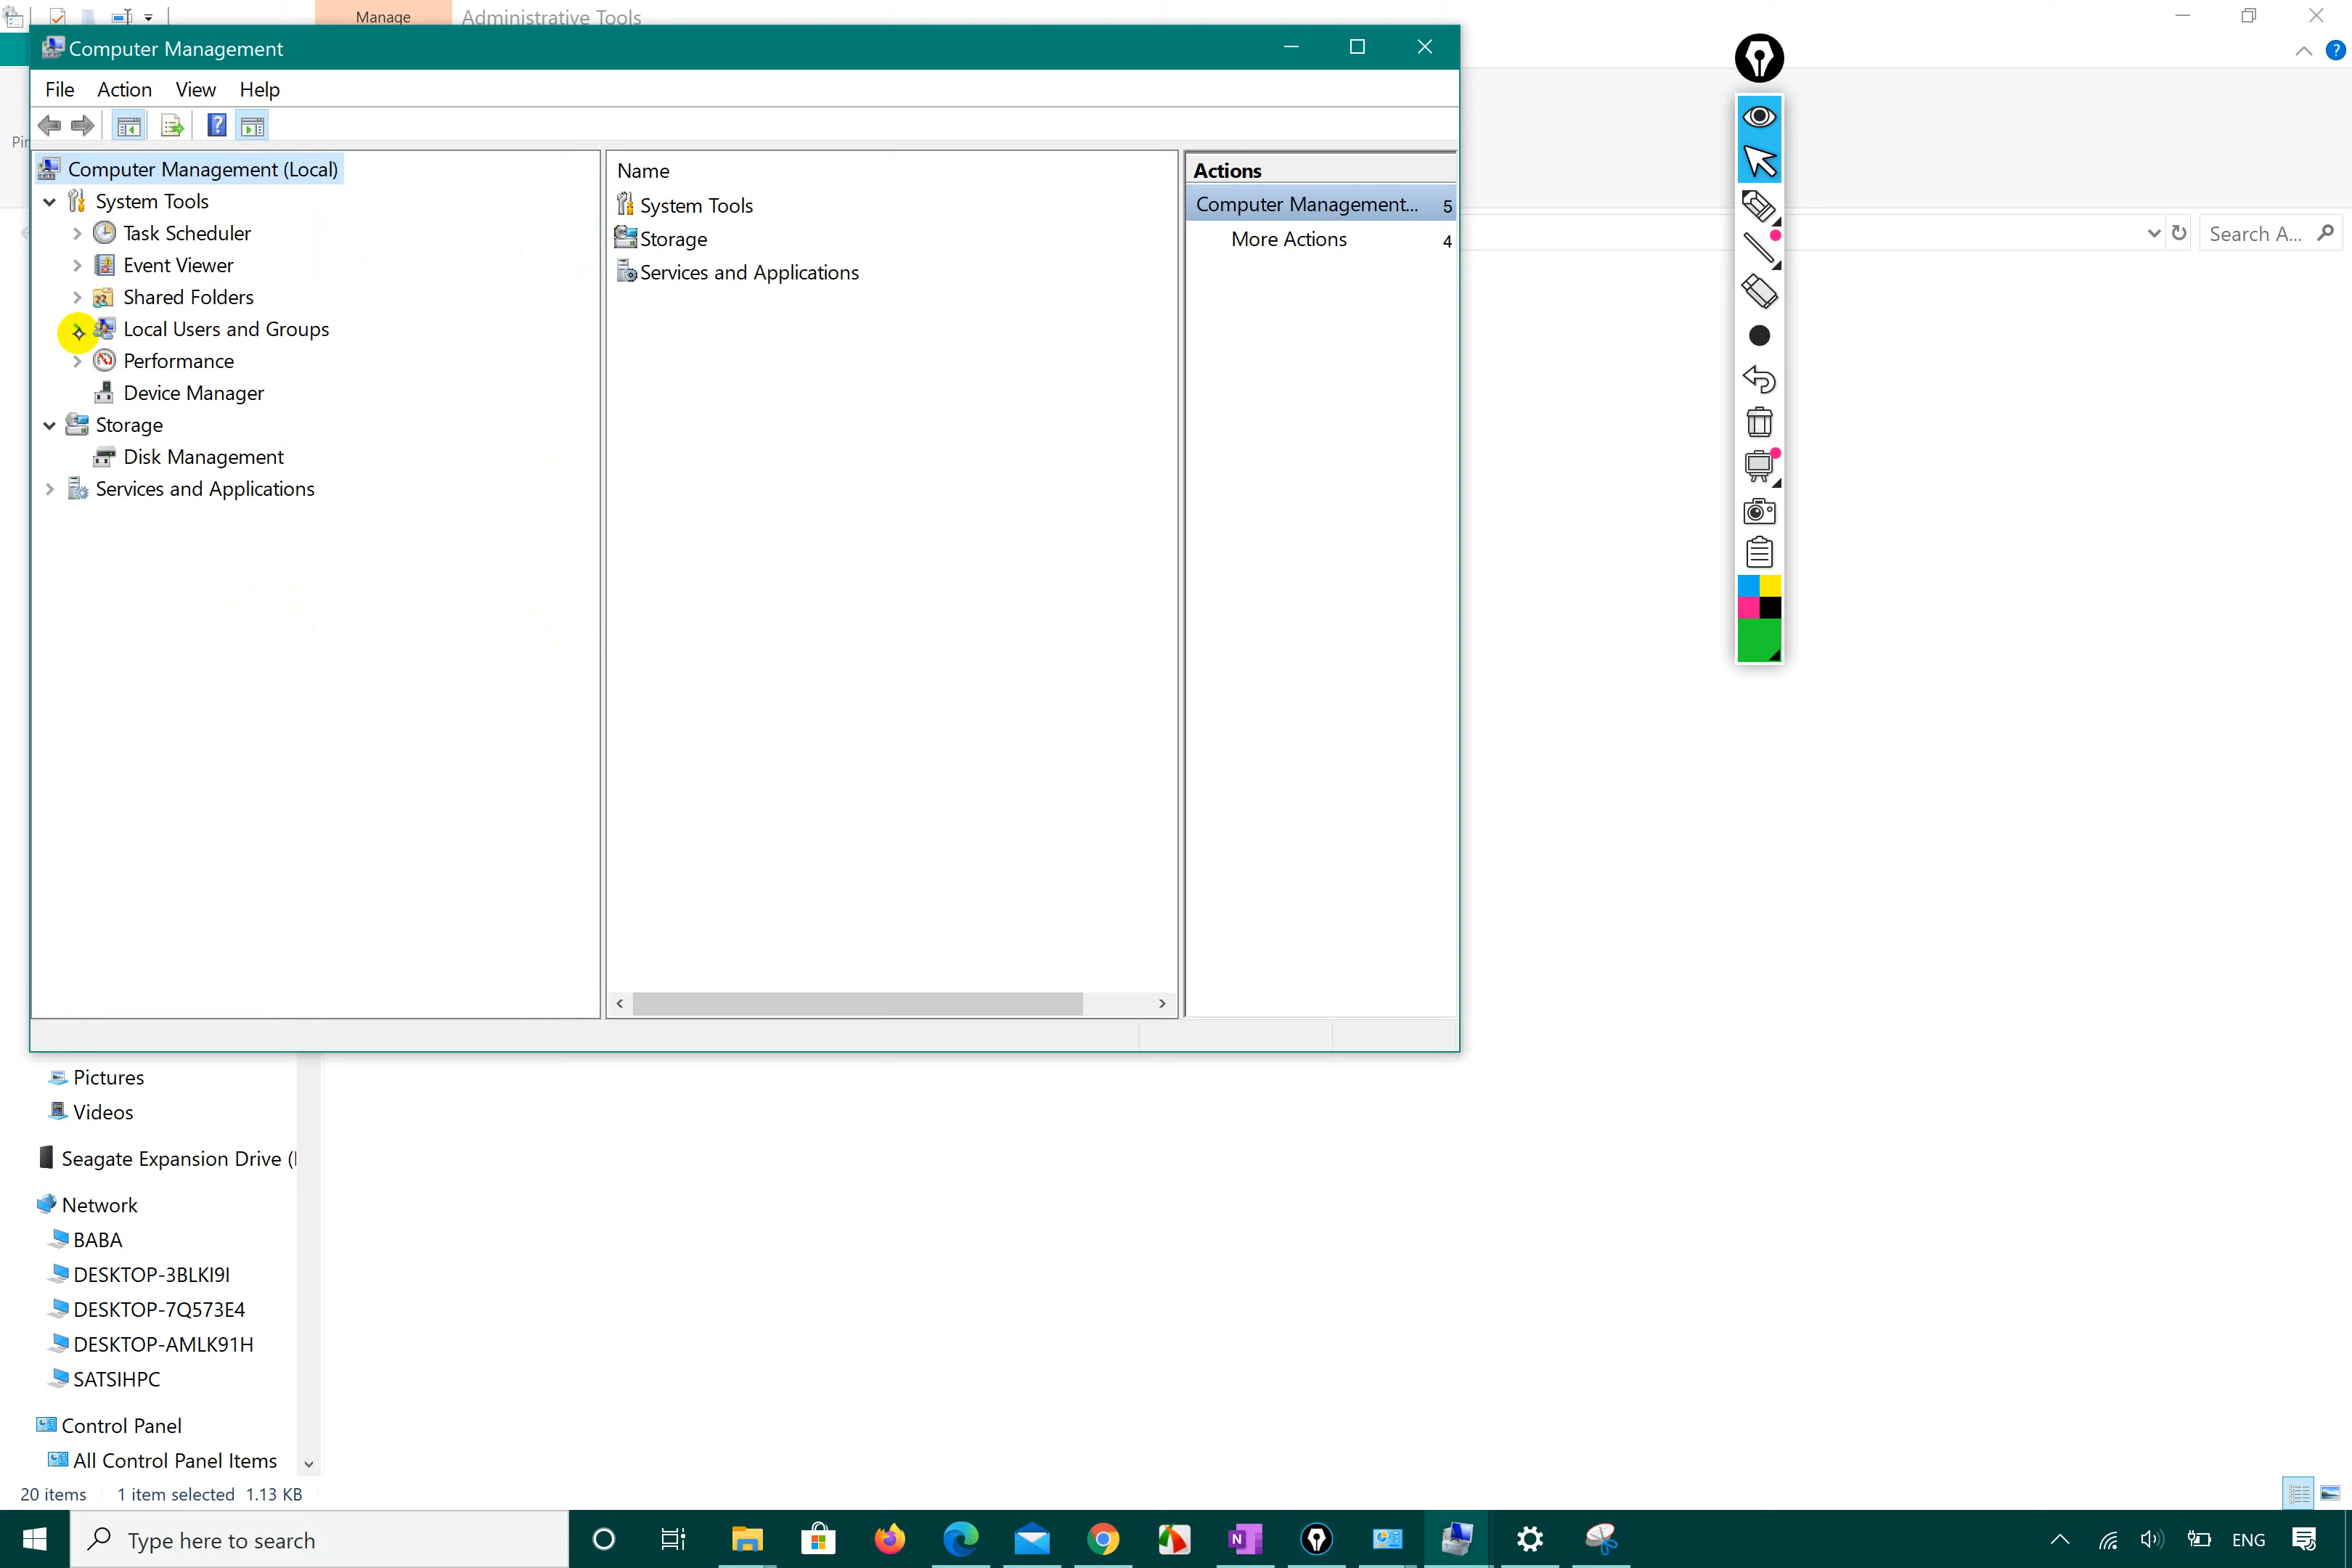 Manage
Administrative Tools
Computer Management
File Action View Help
Computer Management (Local)
System Tools
Task Scheduler
Event Viewer
Shared Folders
Local Users and Groups
Performance
Device Manager
Storage
Disk Management
Services and Applications
Name
System Tools
Storage
Services and Applications
Actions
Computer Management... 5
More Actions 4
Search A...
Pictures
Videos
Seagate Expansion Drive (
Network
BABA
DESKTOP-3BLKI9I
DESKTOP-7Q573E4
DESKTOP-AMLK91H
SATSIHPC
Control Panel
All Control Panel Items
20 items 1 item selected 1.13 KB
Type here to search
ENG